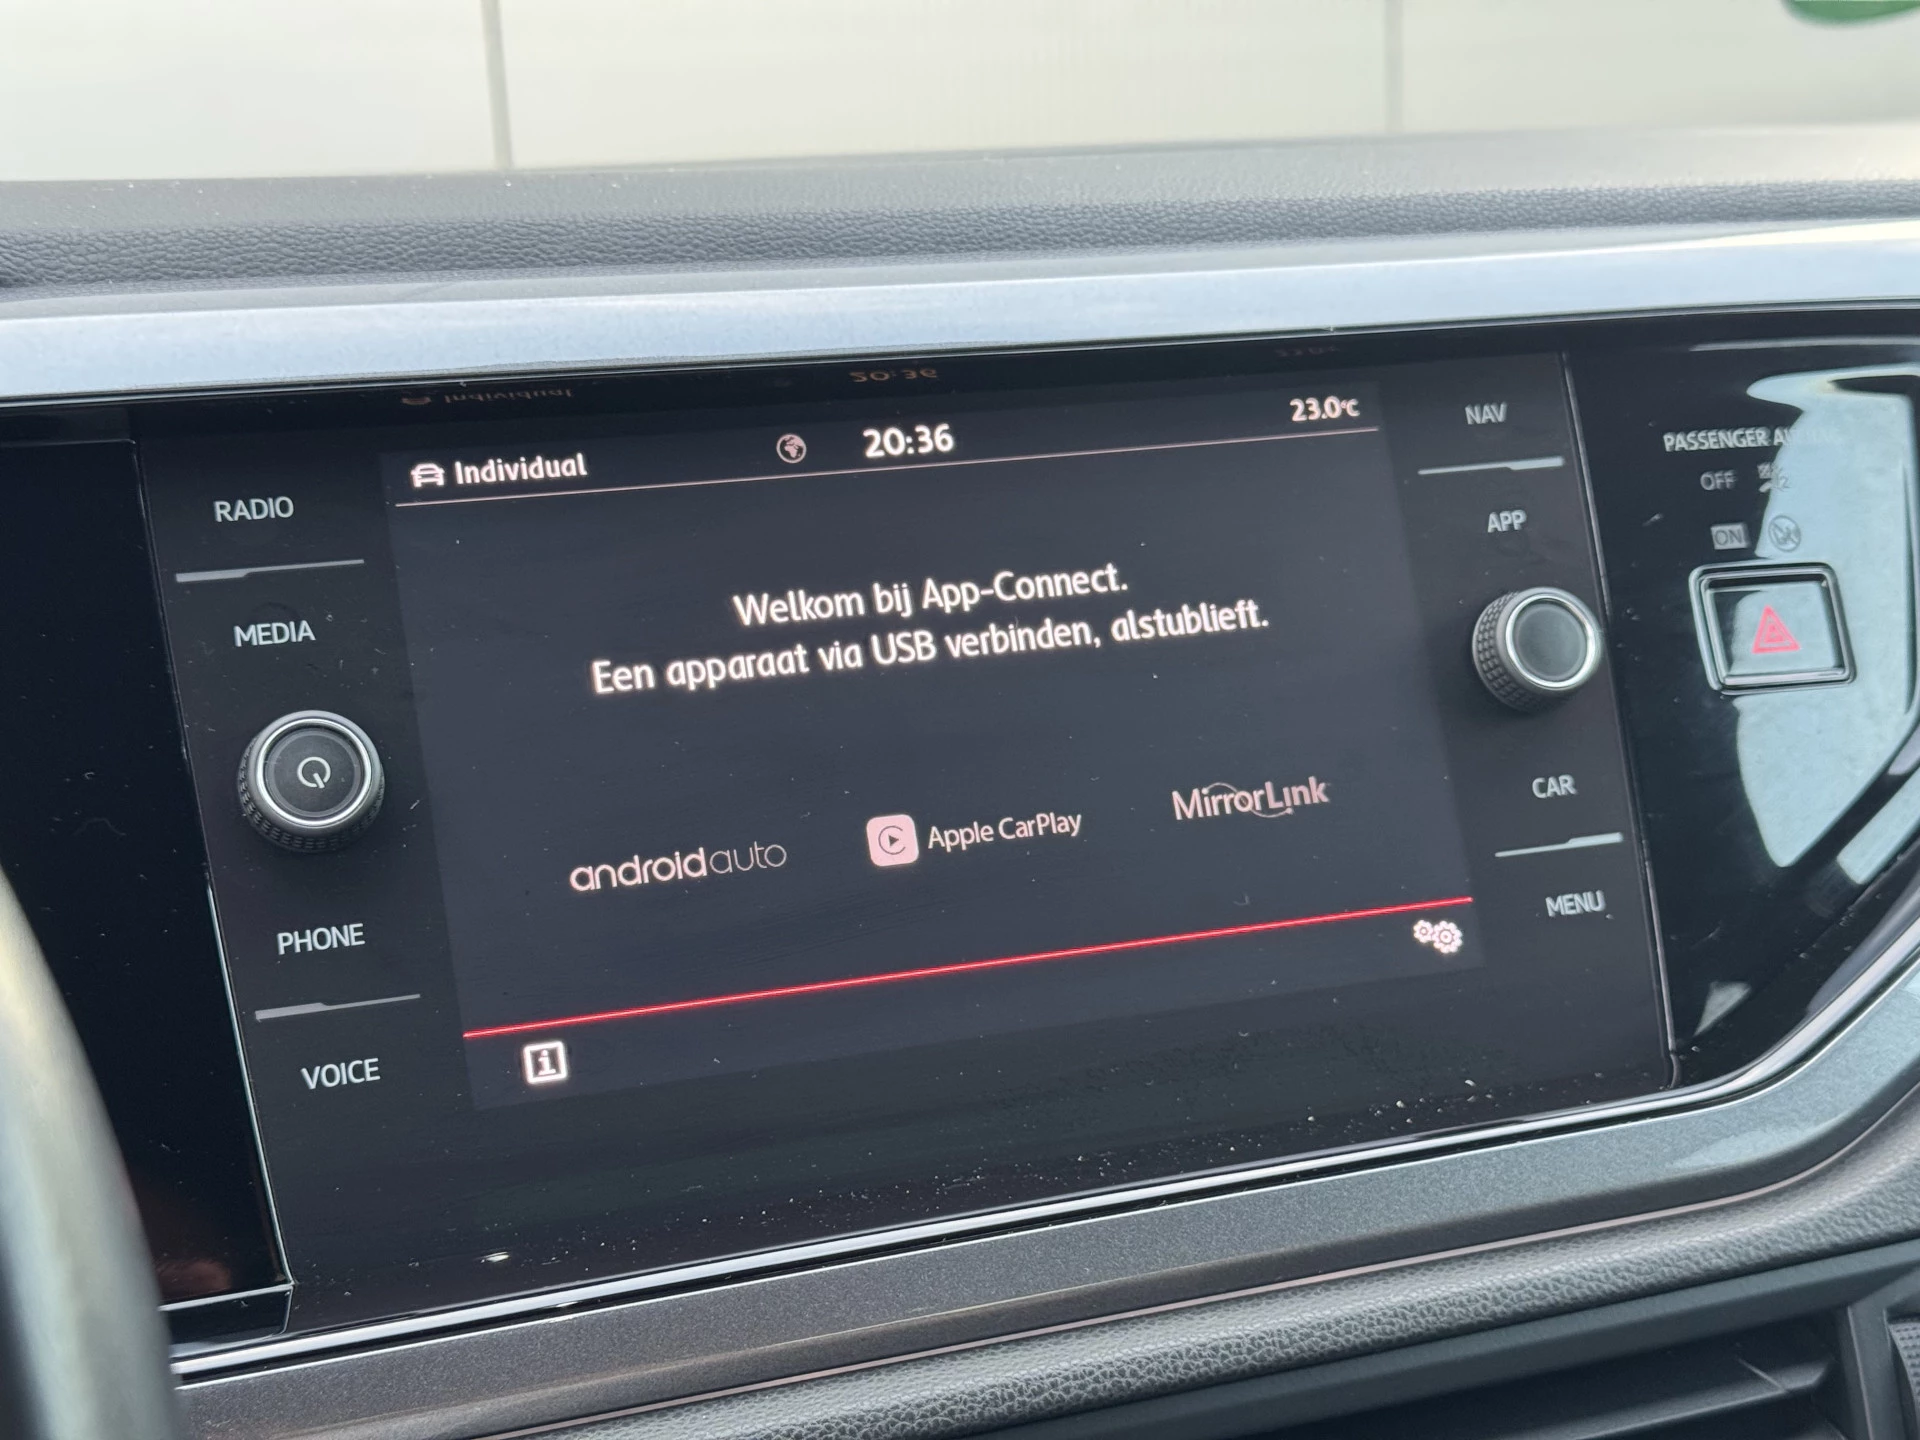 Individual
20:36
23.0°C
NAV
PASSENGER
OFF
ON
RADIO
APP
MEDIA
Welkom bij App-Connect.
Een apparaat via USB verbinden, alstublieft.
androidauto
Apple CarPlay
MirrorLink
CAR
PHONE
MENU
VOICE
i